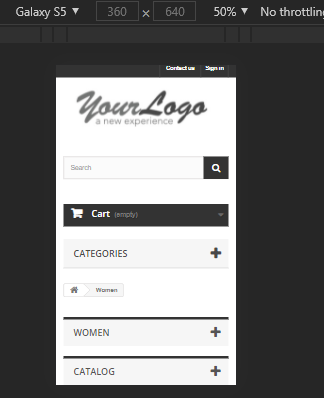 Galaxy S5 ▼ 360 × 640 50% ▼ No throttling
Contact us Sign in
YourLogo
a new experience
Search
Cart (empty)
CATEGORIES
Women
WOMEN
CATALOG